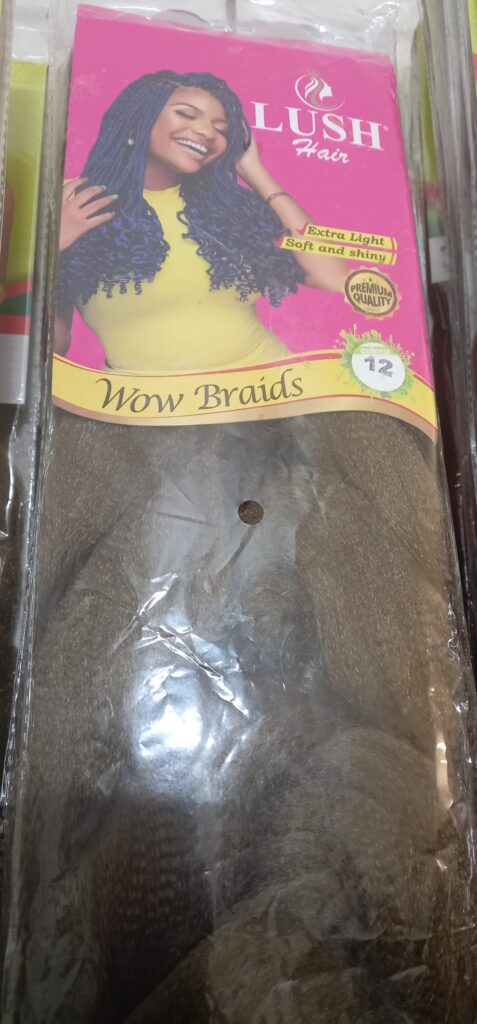 LUSH
Hair
Extra Light
Soft and shiny
PREMIUM
QUALITY
12
Wow Braids